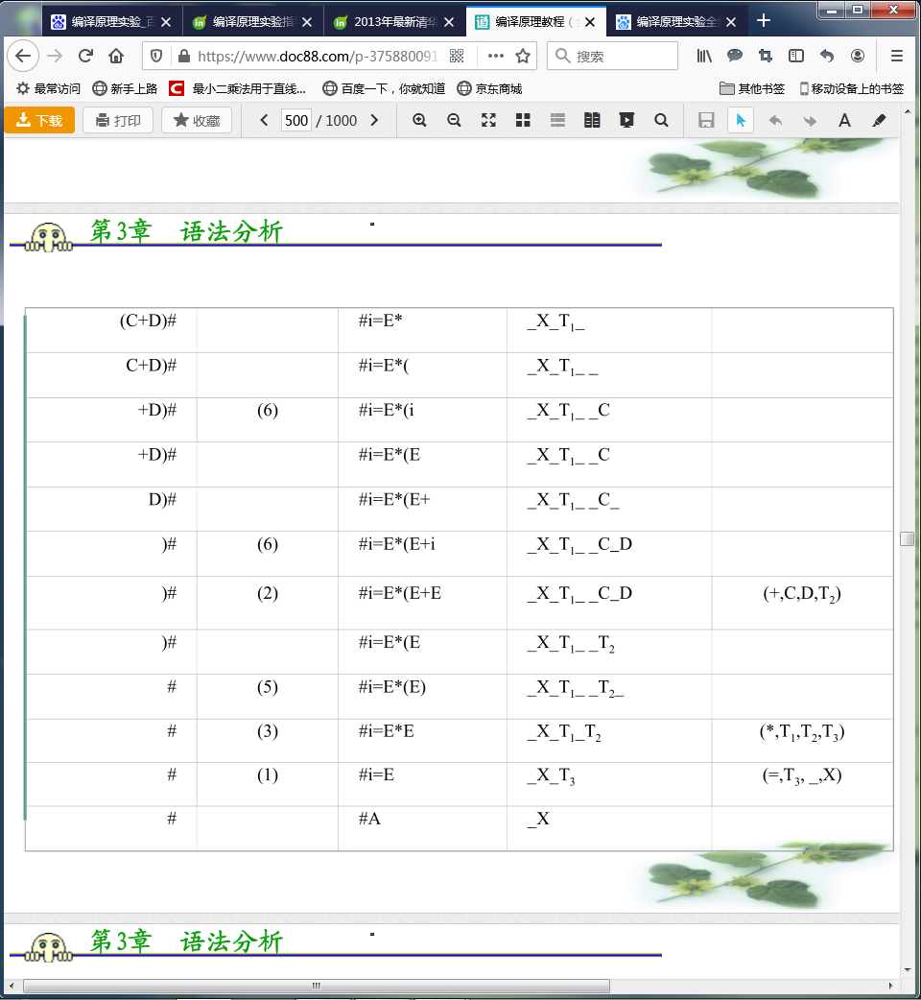 编译原理实验_百
编译原理实验指
2013年最新清华
编译原理教程（
编译原理实验全
https://www.doc88.com/p-37588009
搜索
最常访问 新手上路 最小二乘法用于直线... 百度一下，你就知道 京东商城 其他书签 移动设备上的书签
下载 打印 收藏 500 / 1000
第3章 语法分析
(C+D)# #i=E* _X_T1_
C+D)# #i=E*( _X_T1_ _
+D)# (6) #i=E*(i _X_T1_ _C
+D)# #i=E*(E _X_T1_ _C
D)# #i=E*(E+ _X_T1_ _C_
)# (6) #i=E*(E+i _X_T1_ _C_D
)# (2) #i=E*(E+E _X_T1_ _C_D (+,C,D,T2)
)# #i=E*(E _X_T1_ _T2
# (5) #i=E*(E) _X_T1_ _T2_
# (3) #i=E*E _X_T1_T2 (*,T1,T2,T3)
# (1) #i=E _X_T3 (=,T3, _,X)
# #A _X
第3章 语法分析